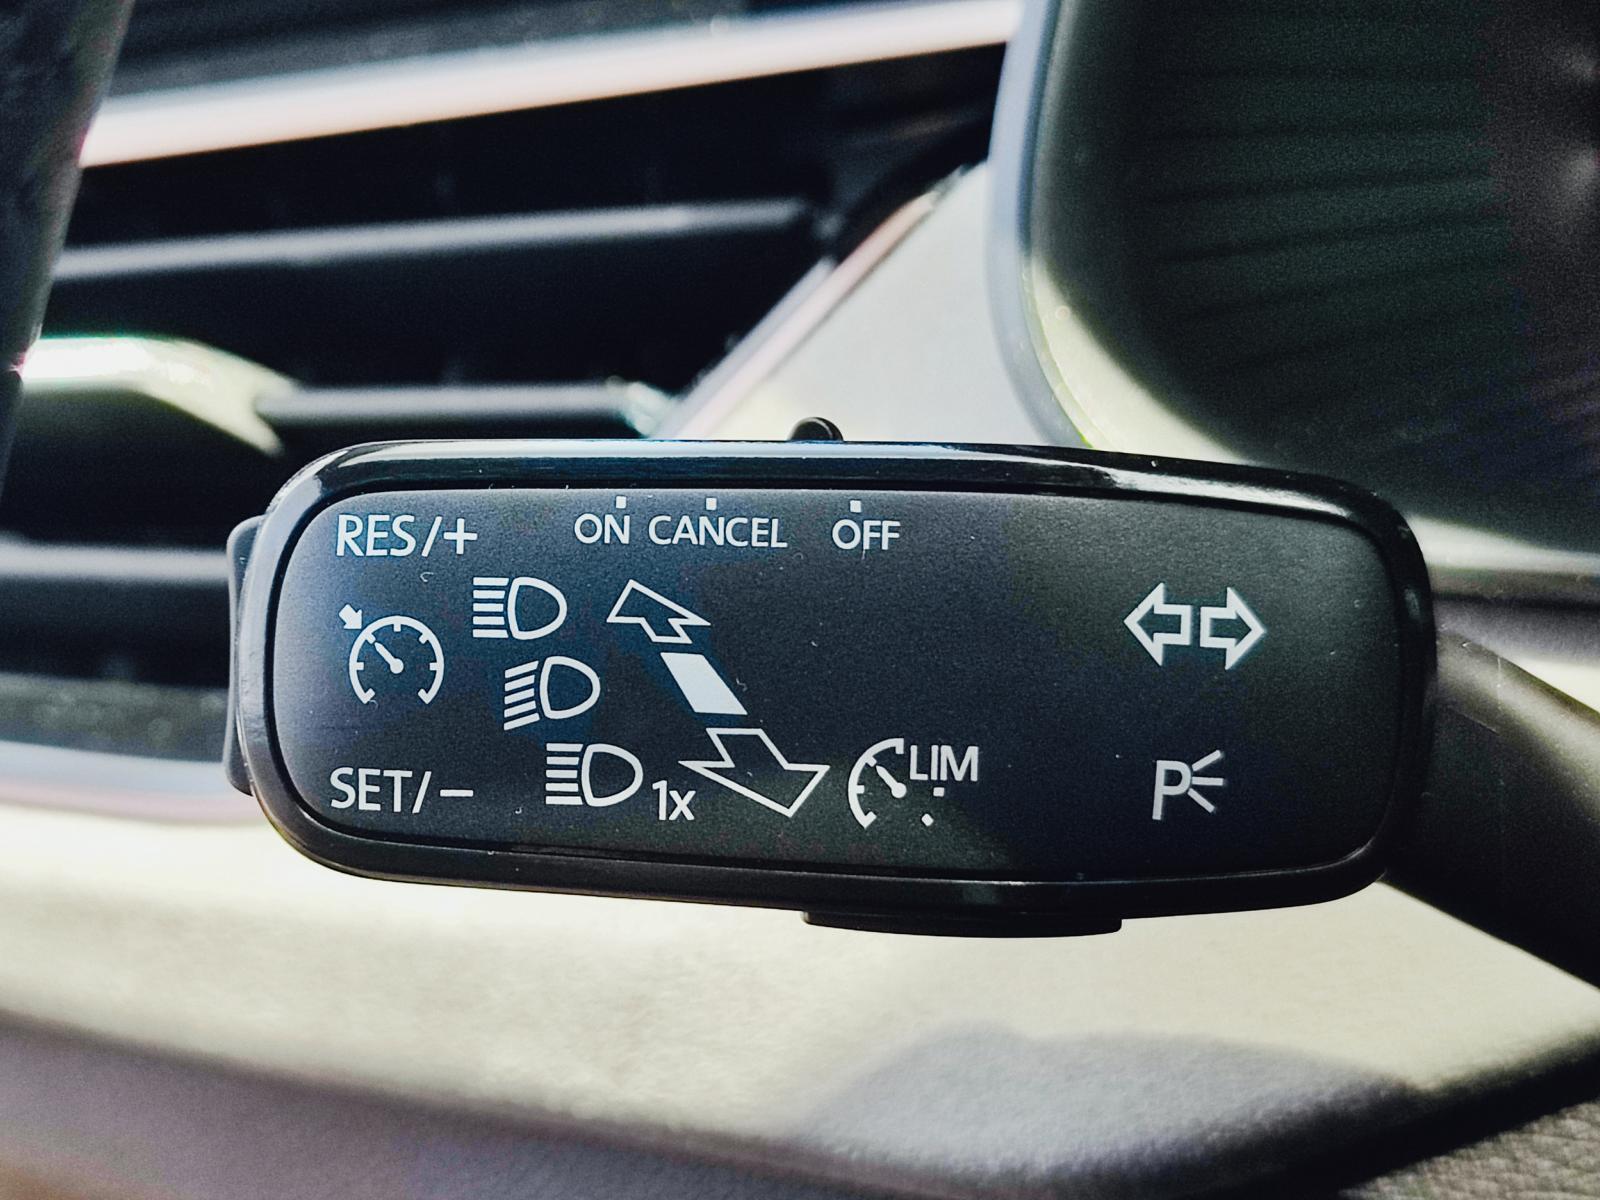 RES/+
ON CANCEL OFF
SET/−
1x
LIM
P